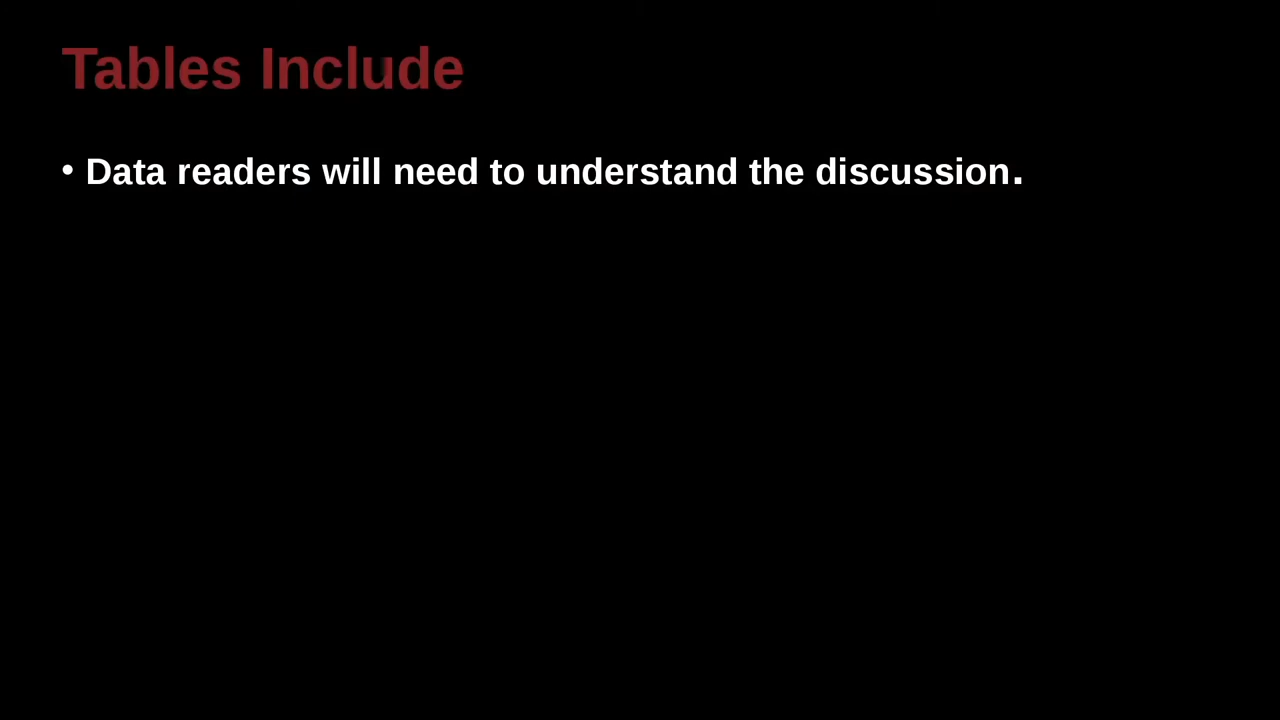 Tables Include
• Data readers will need to understand the discussion.